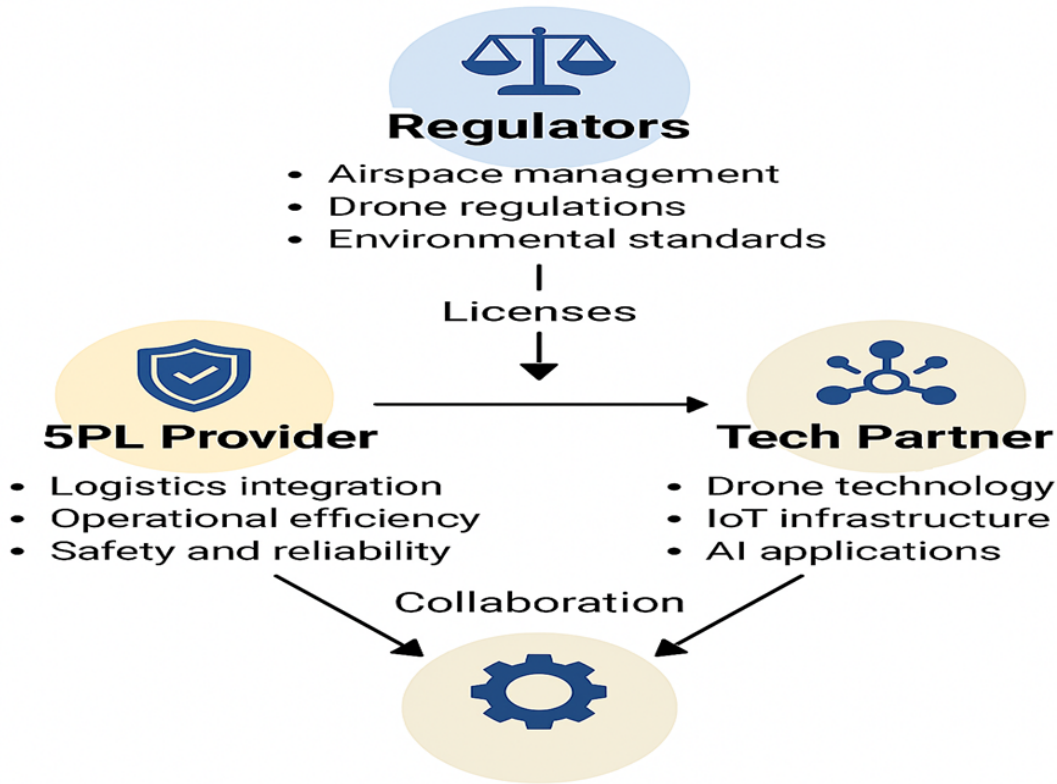 Regulators
• Airspace management
• Drone regulations
• Environmental standards
Licenses
5PL Provider
• Logistics integration
• Operational efficiency
• Safety and reliability
Tech Partner
• Drone technology
• IoT infrastructure
• AI applications
Collaboration